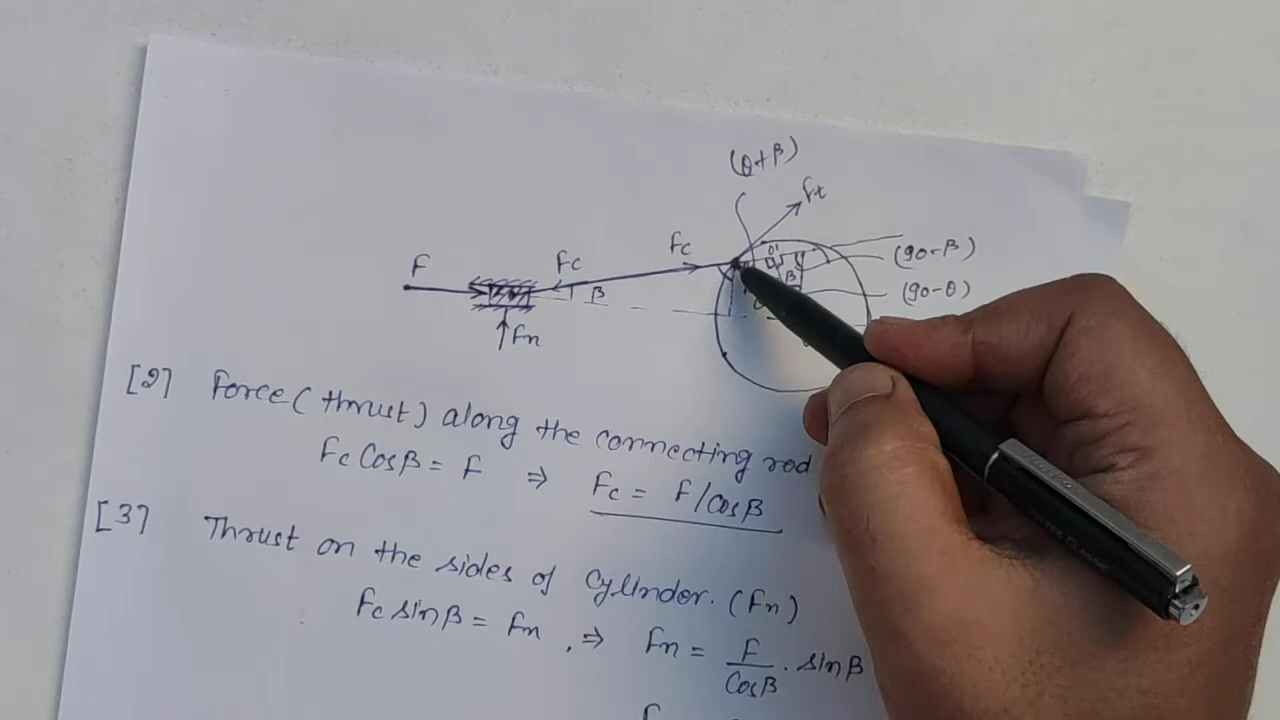 (θ+β)
Ft
Fc
Fc
F
β
Fn
(90-β)
(90-θ)
β
[2] Force (thrust) along the connecting rod
Fc Cosβ = F ⇒ Fc = F/Cosβ
[3] Thrust on the sides of Cylinder. (Fn)
Fc sinβ = Fn , ⇒ Fn = F/Cosβ . sinβ